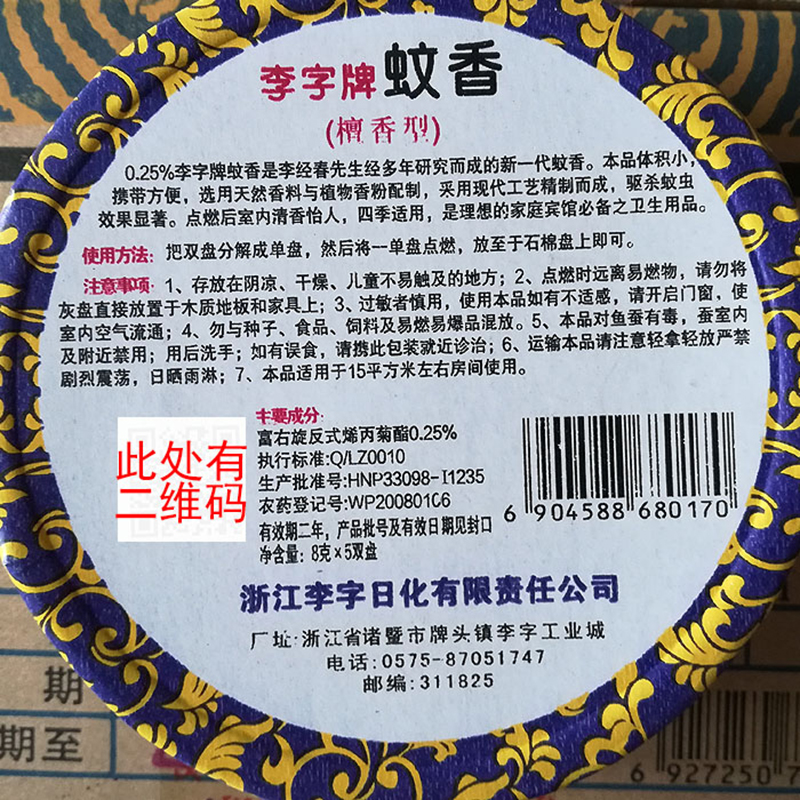 李字牌蚊香
(檀香型)
0.25%李字牌蚊香是李经春先生经多年研究而成的新一代蚊香。本品体积小,
携带方便，选用天然香料与植物香粉配制，采用现代工艺精制而成，驱杀蚊虫
效果显著。点燃后室内清香怡人，四季适用，是理想的家庭宾馆必备之卫生用品。
使用方法: 把双盘分解成单盘，然后将一单盘点燃，放至于石棉盘上即可。
注意事项: 1、存放在阴凉、干燥、儿童不易触及的地方；2、点燃时远离易燃物，请勿将
灰盘直接放置于木质地板和家具上；3、过敏者慎用，使用本品如有不适感，请开启门窗，使
室内空气流通；4、勿与种子、食品、饲料及易燃易爆品混放。5、本品对鱼蚕有毒，蚕室内
及附近禁用；用后洗手；如有误食，请携此包装就近诊治；6、运输本品请注意轻拿轻放严禁
剧烈震荡，日晒雨淋；7、本品适用于15平方米左右房间使用。
此处有
二维码
主要成分:
富右旋反式烯丙菊酯0.25%
执行标准:Q/LZ0010
生产批准号:HNP33098-I1235
农药登记号:WP20080106
有效期二年，产品批号及有效日期见封口
净含量: 8克×5双盘
6 904588 680170
浙江李字日化有限责任公司
厂址:浙江省诸暨市牌头镇李字工业城
电话:0575-87051747
邮编:311825
期
期至
6 927250 7